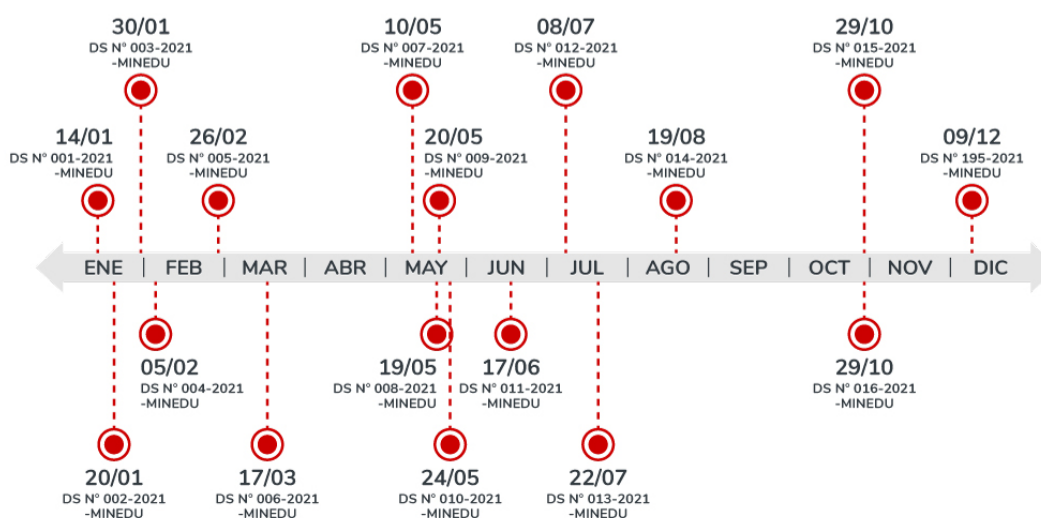 30/01
DS N° 003-2021
-MINEDU
10/05
DS N° 007-2021
-MINEDU
08/07
DS N° 012-2021
-MINEDU
29/10
DS N° 015-2021
-MINEDU
14/01
DS N° 001-2021
-MINEDU
26/02
DS N° 005-2021
-MINEDU
20/05
DS N° 009-2021
-MINEDU
19/08
DS N° 014-2021
-MINEDU
09/12
DS N° 195-2021
-MINEDU
ENE | FEB | MAR | ABR | MAY | JUN | JUL | AGO | SEP | OCT | NOV | DIC
05/02
DS N° 004-2021
-MINEDU
19/05
DS N° 008-2021
-MINEDU
17/06
DS N° 011-2021
-MINEDU
29/10
DS N° 016-2021
-MINEDU
20/01
DS N° 002-2021
-MINEDU
17/03
DS N° 006-2021
-MINEDU
24/05
DS N° 010-2021
-MINEDU
22/07
DS N° 013-2021
-MINEDU